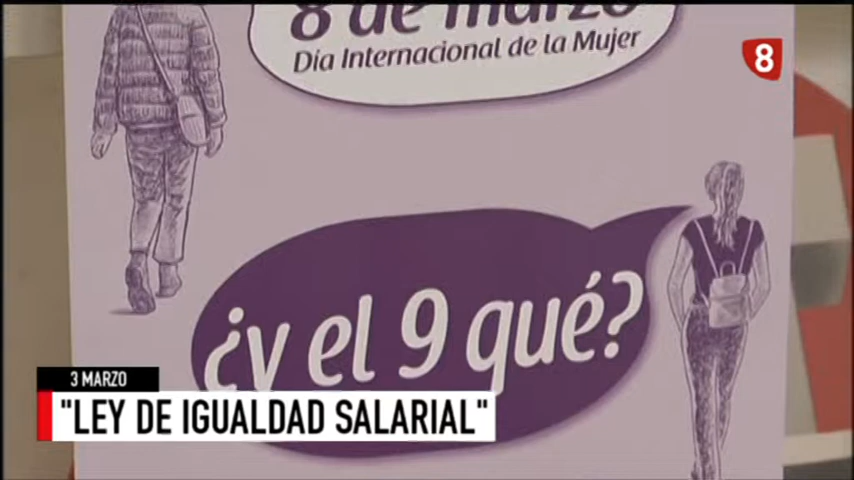 8 de marzo
Día Internacional de la Mujer
8
¿y el 9 qué?
3 MARZO
"LEY DE IGUALDAD SALARIAL"